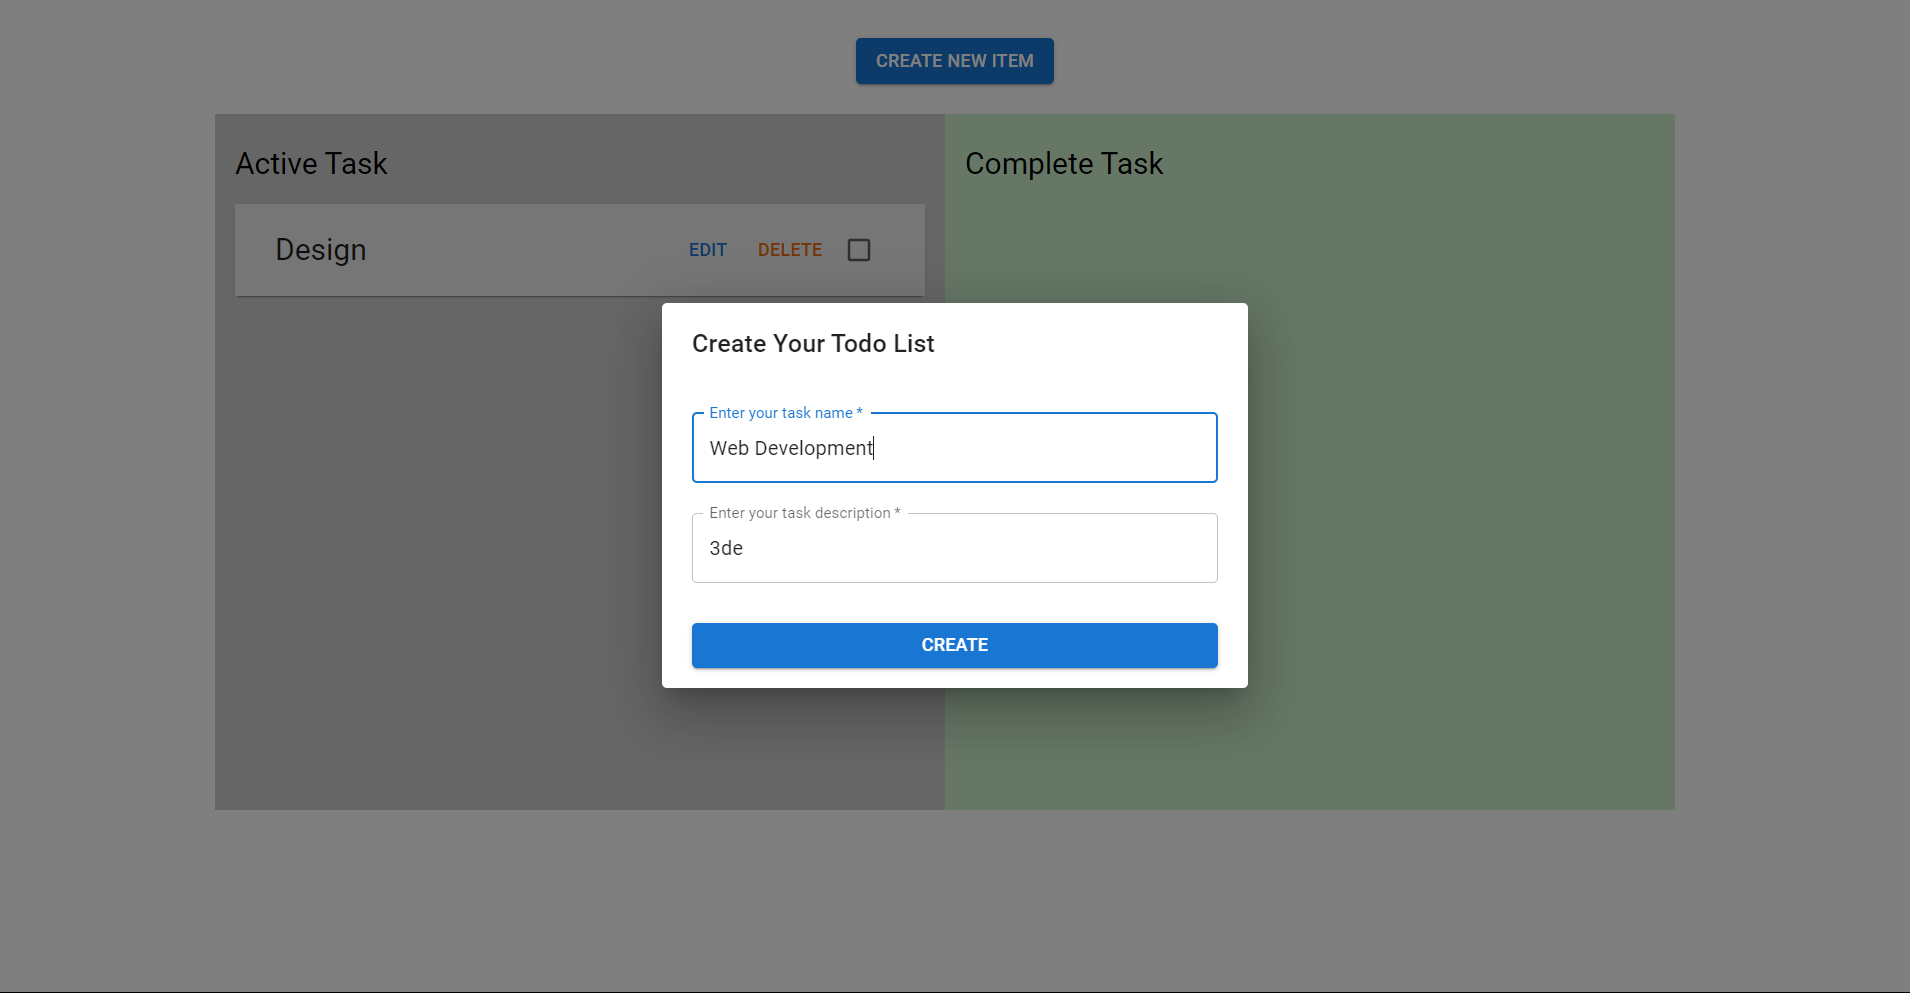 CREATE NEW ITEM
Active Task
Complete Task
Design
EDIT
DELETE
Create Your Todo List
Enter your task name *
Web Development
Enter your task description *
3de
CREATE